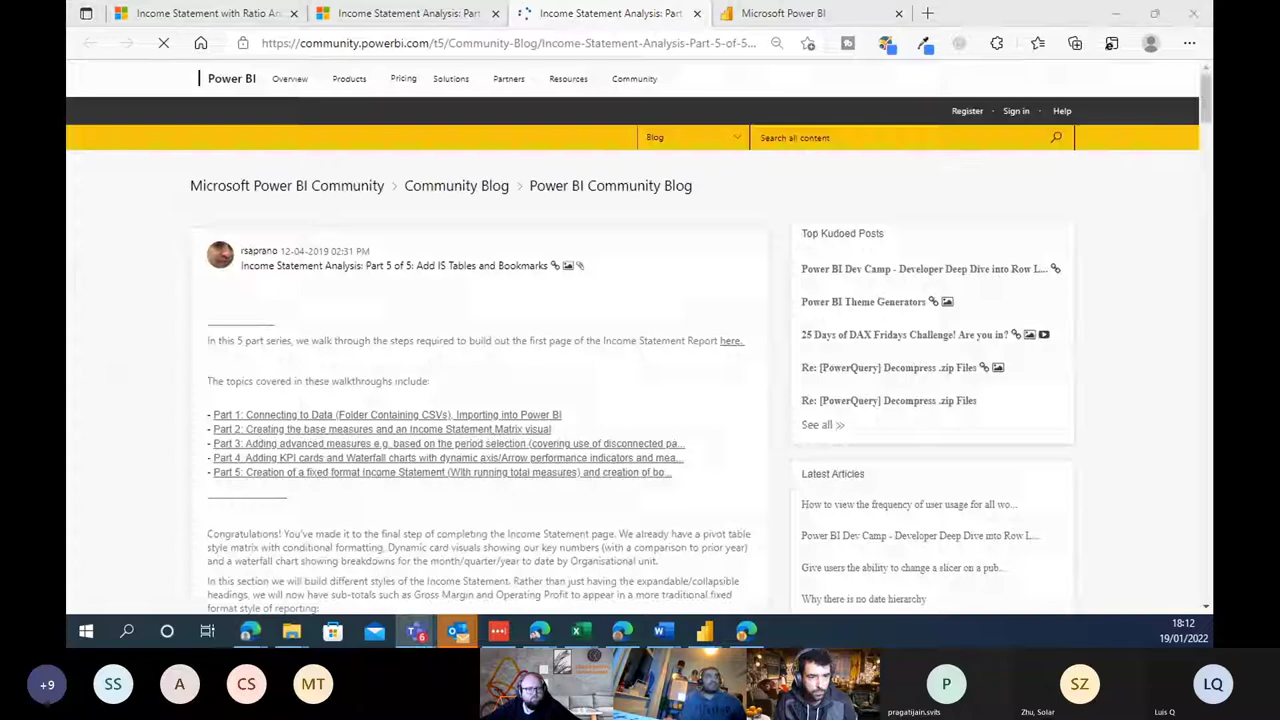 Income Statement with Ratio An
Income Statement Analysis: Part
Income Statement Analysis: Part
Microsoft Power BI
https://community.powerbi.com/t5/Community-Blog/Income-Statement-Analysis-Part-5-of-5...
Power BI
Overview
Products
Pricing
Solutions
Partners
Resources
Community
Register · Sign in · Help
Blog
Search all content
Microsoft Power BI Community > Community Blog > Power BI Community Blog
rsaprano 12-04-2019 02:31 PM
Income Statement Analysis: Part 5 of 5: Add IS Tables and Bookmarks
In this 5 part series, we walk through the steps required to build out the first page of the Income Statement Report here.
The topics covered in these walkthroughs include:
- Part 1: Connecting to Data (Folder Containing CSVs), Importing into Power BI
- Part 2: Creating the base measures and an Income Statement Matrix visual
- Part 3: Adding advanced measures e.g. based on the period selection (covering use of disconnected pa...
- Part 4 Adding KPI cards and Waterfall charts with dynamic axis/Arrow performance indicators and mea...
- Part 5: Creation of a fixed format Income Statement (With running total measures) and creation of bo...
Congratulations! You've made it to the final step of completing the Income Statement page. We already have a pivot table
style matrix with conditional formatting, Dynamic card visuals showing our key numbers (with a comparison to prior year)
and a waterfall chart showing breakdowns for the month/quarter/year to date by Organisational unit.
In this section we will build different styles of the Income Statement. Rather than just having the expandable/collapsible
headings, we will now have sub-totals such as Gross Margin and Operating Profit to appear in a more traditional fixed
format style of reporting:
Top Kudoed Posts
Power BI Dev Camp - Developer Deep Dive into Row L...
Power BI Theme Generators
25 Days of DAX Fridays Challenge! Are you in?
Re: [PowerQuery] Decompress .zip Files
Re: [PowerQuery] Decompress .zip Files
See all >>
Latest Articles
How to view the frequency of user usage for all wo...
Power BI Dev Camp - Developer Deep Dive into Row L...
Give users the ability to change a slicer on a pub...
Why there is no date hierarchy
6
18:12
19/01/2022
+9
SS
A
CS
MT
P
pragatijain.svits
SZ
Zhu, Solar
LQ
Luis Q